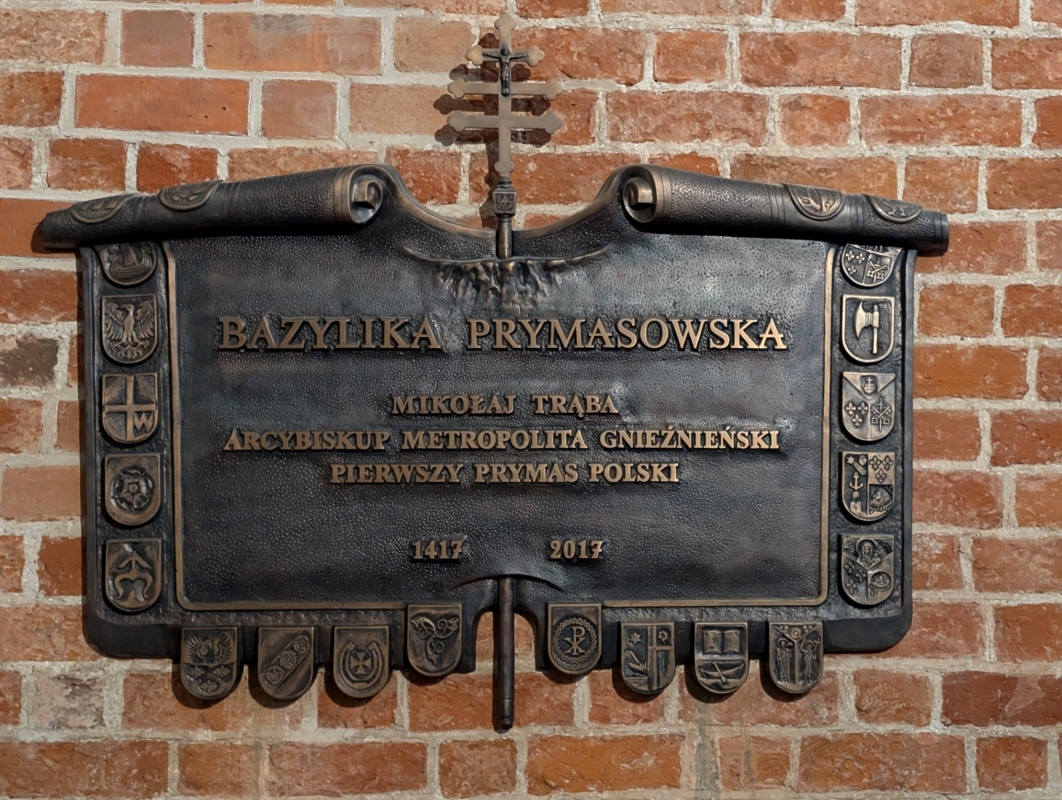 BAZYLIKA PRYMASOWSKA
MIKOŁAJ TRĄBA
ARCYBISKUP METROPOLITA GNIEŹNIEŃSKI
PIERWSZY PRYMAS POLSKI
1417 2017